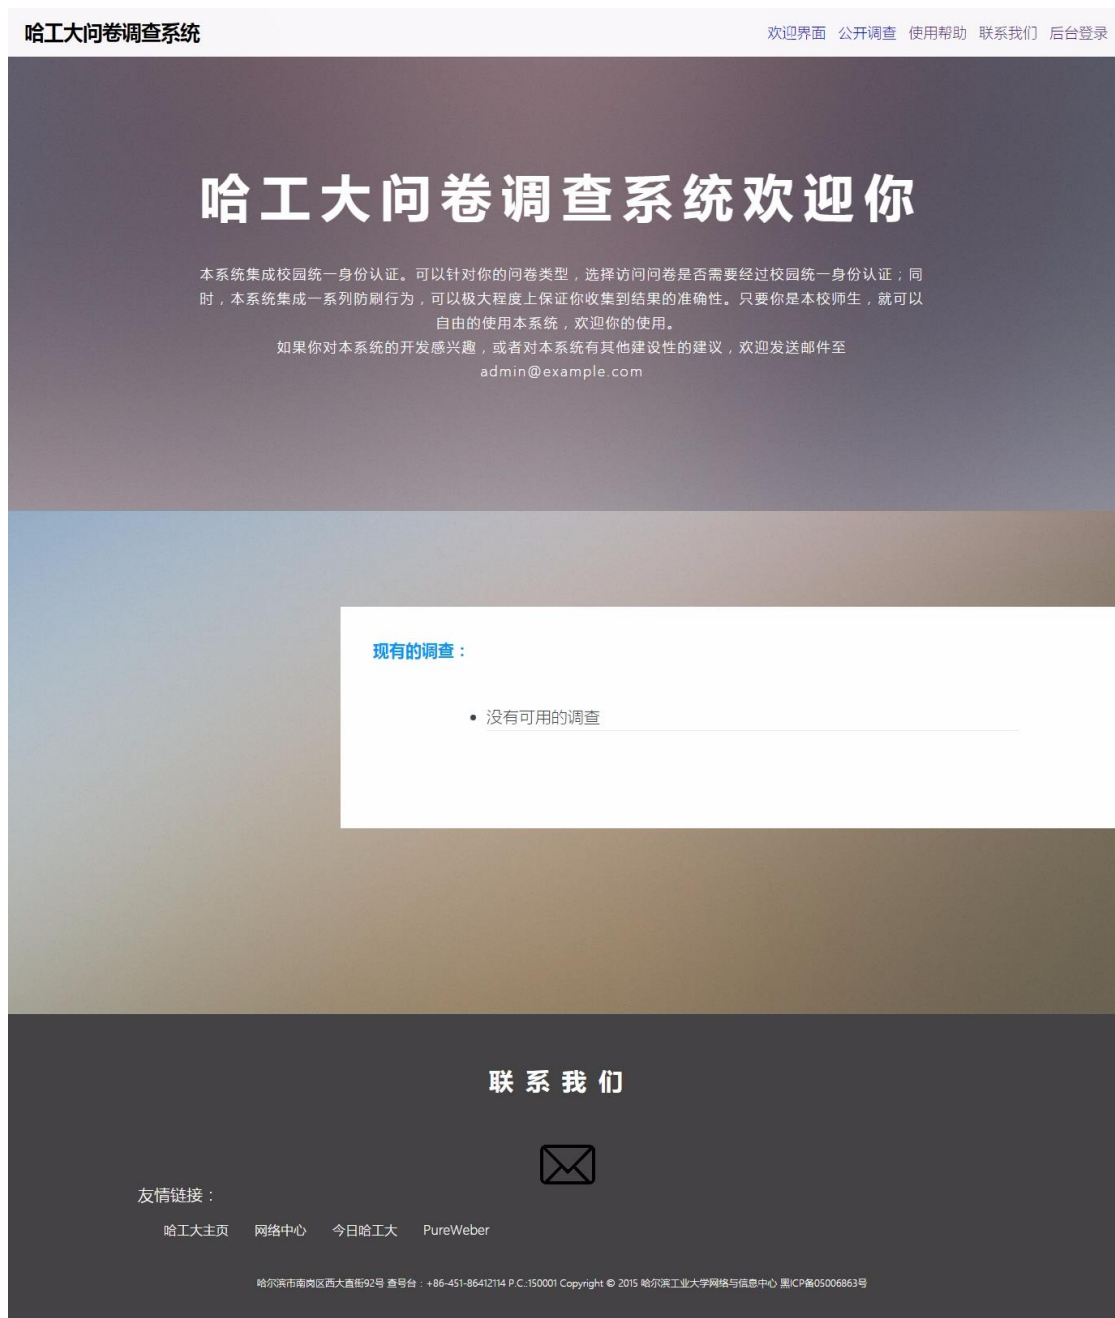 哈工大问卷调查系统
欢迎界面 公开调查 使用帮助 联系我们 后台登录
哈工大问卷调查系统欢迎你
本系统集成校园统一身份认证。可以针对你的问卷类型，选择访问问卷是否需要经过校园统一身份认证；同
时，本系统集成一系列防刷行为，可以极大程度上保证你收集到结果的准确性。只要你是本校师生，就可以
自由的使用本系统，欢迎你的使用。
如果你对本系统的开发感兴趣，或者对本系统有其他建设性的建议，欢迎发送邮件至
admin@example.com
现有的调查：
• 没有可用的调查
联系我们
友情链接：
哈工大主页 网络中心 今日哈工大 PureWeber
哈尔滨市南岗区西大直街92号 查号台：+86-451-86412114 P.C.:150001 Copyright © 2015 哈尔滨工业大学网络与信息中心 黑ICP备05006863号